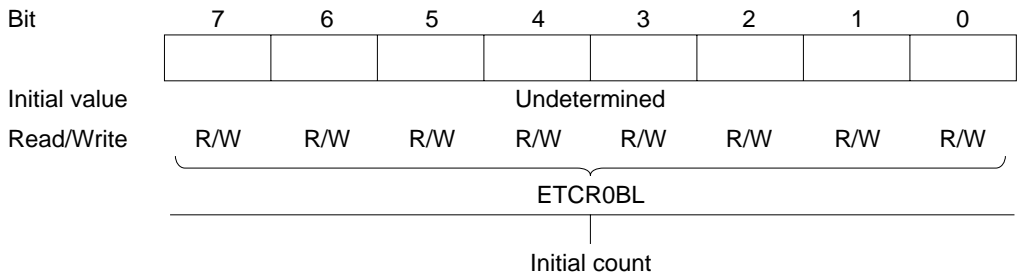 Bit 7 6 5 4 3 2 1 0
Initial value Undetermined
Read/Write R/W R/W R/W R/W R/W R/W R/W R/W
ETCR0BL
Initial count